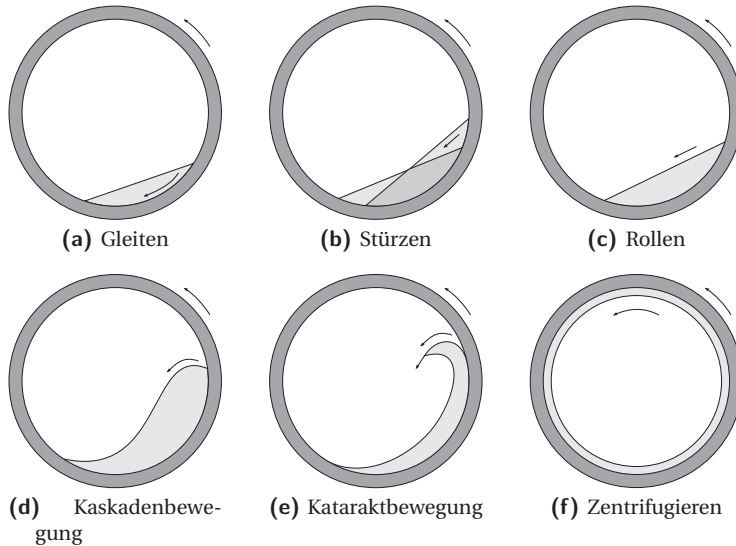 (a) Gleiten
(b) Stürzen
(c) Rollen
(d) Kaskadenbewe-
gung
(e) Kataraktbewegung
(f) Zentrifugieren